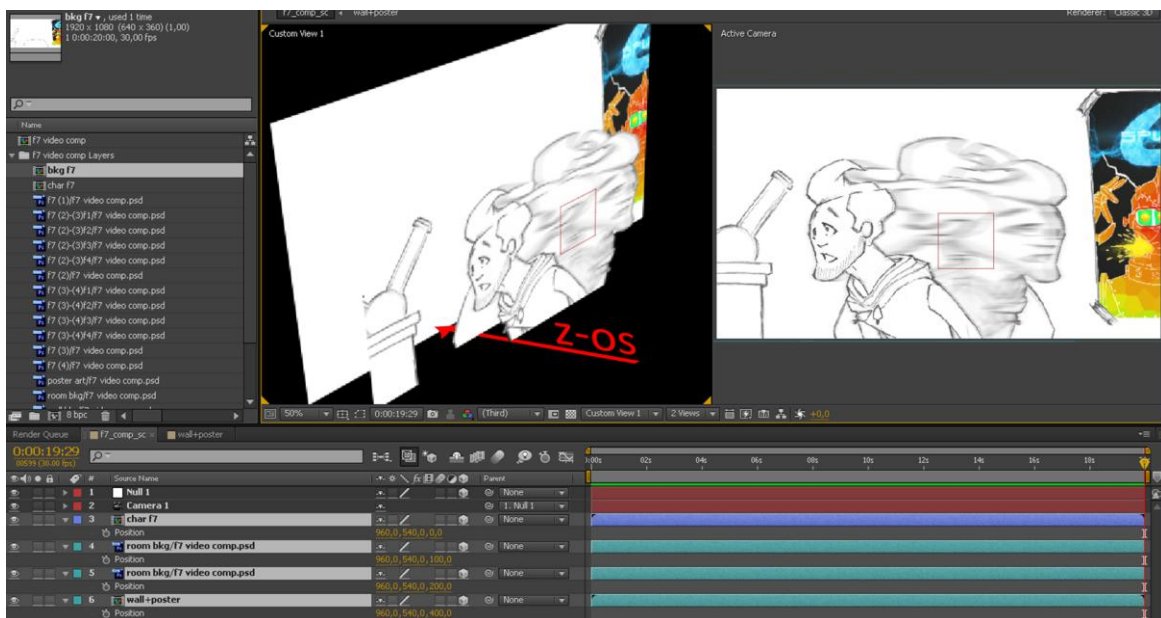 bkg f7 ▾ , used 1 time
1920 x 1080 (640 x 360) (1,00)
0:00:20:00, 30,00 fps
Name
f7 video comp
f7 video comp Layers
bkg f7
char f7
f7 (1)/f7 video comp.psd
f7 (2)-(3)f1/f7 video comp.psd
f7 (2)-(3)f2/f7 video comp.psd
f7 (2)-(3)f3/f7 video comp.psd
f7 (2)-(3)f4/f7 video comp.psd
f7 (2)/f7 video comp.psd
f7 (3)-(4)f1/f7 video comp.psd
f7 (3)-(4)f2/f7 video comp.psd
f7 (3)-(4)f3/f7 video comp.psd
f7 (3)-(4)f4/f7 video comp.psd
f7 (3)/f7 video comp.psd
f7 (4)/f7 video comp.psd
poster art/f7 video comp.psd
room bkg/f7 video comp.psd
8 bpc
f7_comp_sc ◂ wall+poster
Renderer: Classic 3D
Custom View 1
Active Camera
Z-OS
50% 0:00:19:29 (Third) Custom View 1 2 Views +0,0
Render Queue f7_comp_sc × wall+poster
0:00:19:29
00599 (30.00 fps)
02s 04s 06s 08s 10s 12s 14s 16s 18s
# Source Name Parent
1 Null 1 None
2 Camera 1 1. Null 1
3 char f7 None
Position 960,0,540,0,0,0
4 room bkg/f7 video comp.psd None
Position 960,0,540,0,100,0
5 room bkg/f7 video comp.psd None
Position 960,0,540,0,200,0
6 wall+poster None
Position 960,0,540,0,400,0